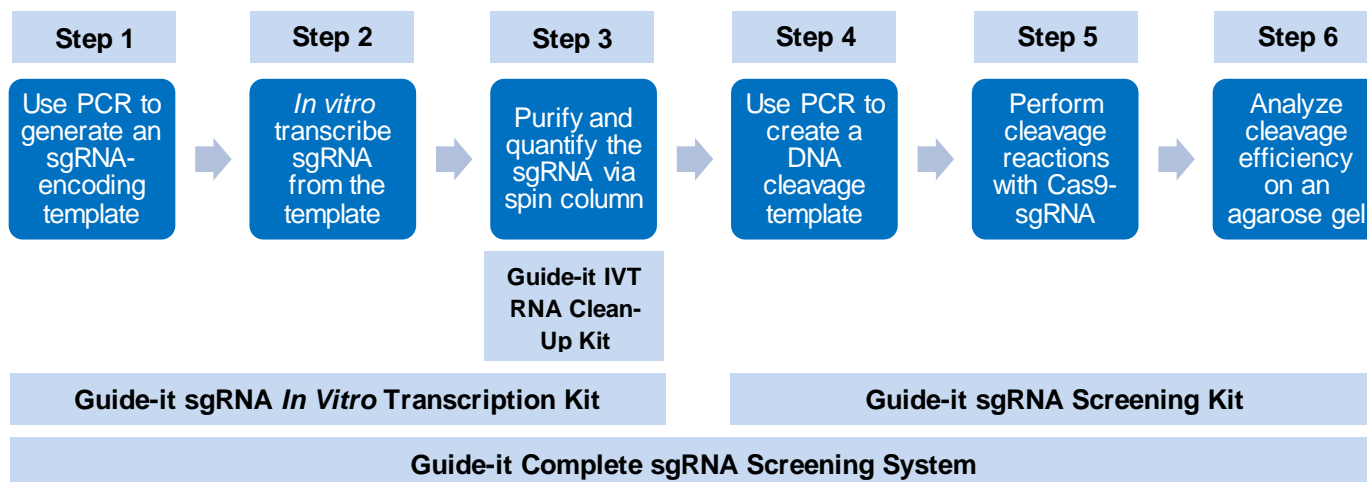 Step 1
Step 2
Step 3
Step 4
Step 5
Step 6
Use PCR to
generate an
sgRNA-
encoding
template
In vitro
transcribe
sgRNA
from the
template
Purify and
quantify the
sgRNA via
spin column
Use PCR to
create a
DNA
cleavage
template
Perform
cleavage
reactions
with Cas9-
sgRNA
Analyze
cleavage
efficiency
on an
agarose gel
Guide-it IVT
RNA Clean-
Up Kit
Guide-it sgRNA In Vitro Transcription Kit
Guide-it sgRNA Screening Kit
Guide-it Complete sgRNA Screening System